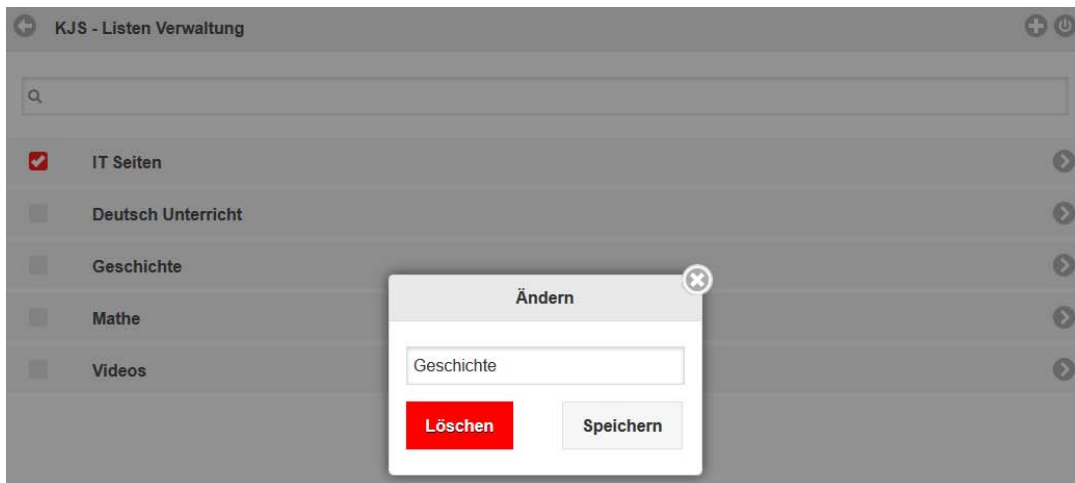 KJS - Listen Verwaltung
IT Seiten
Deutsch Unterricht
Geschichte
Mathe
Videos
Ändern
Geschichte
Löschen
Speichern